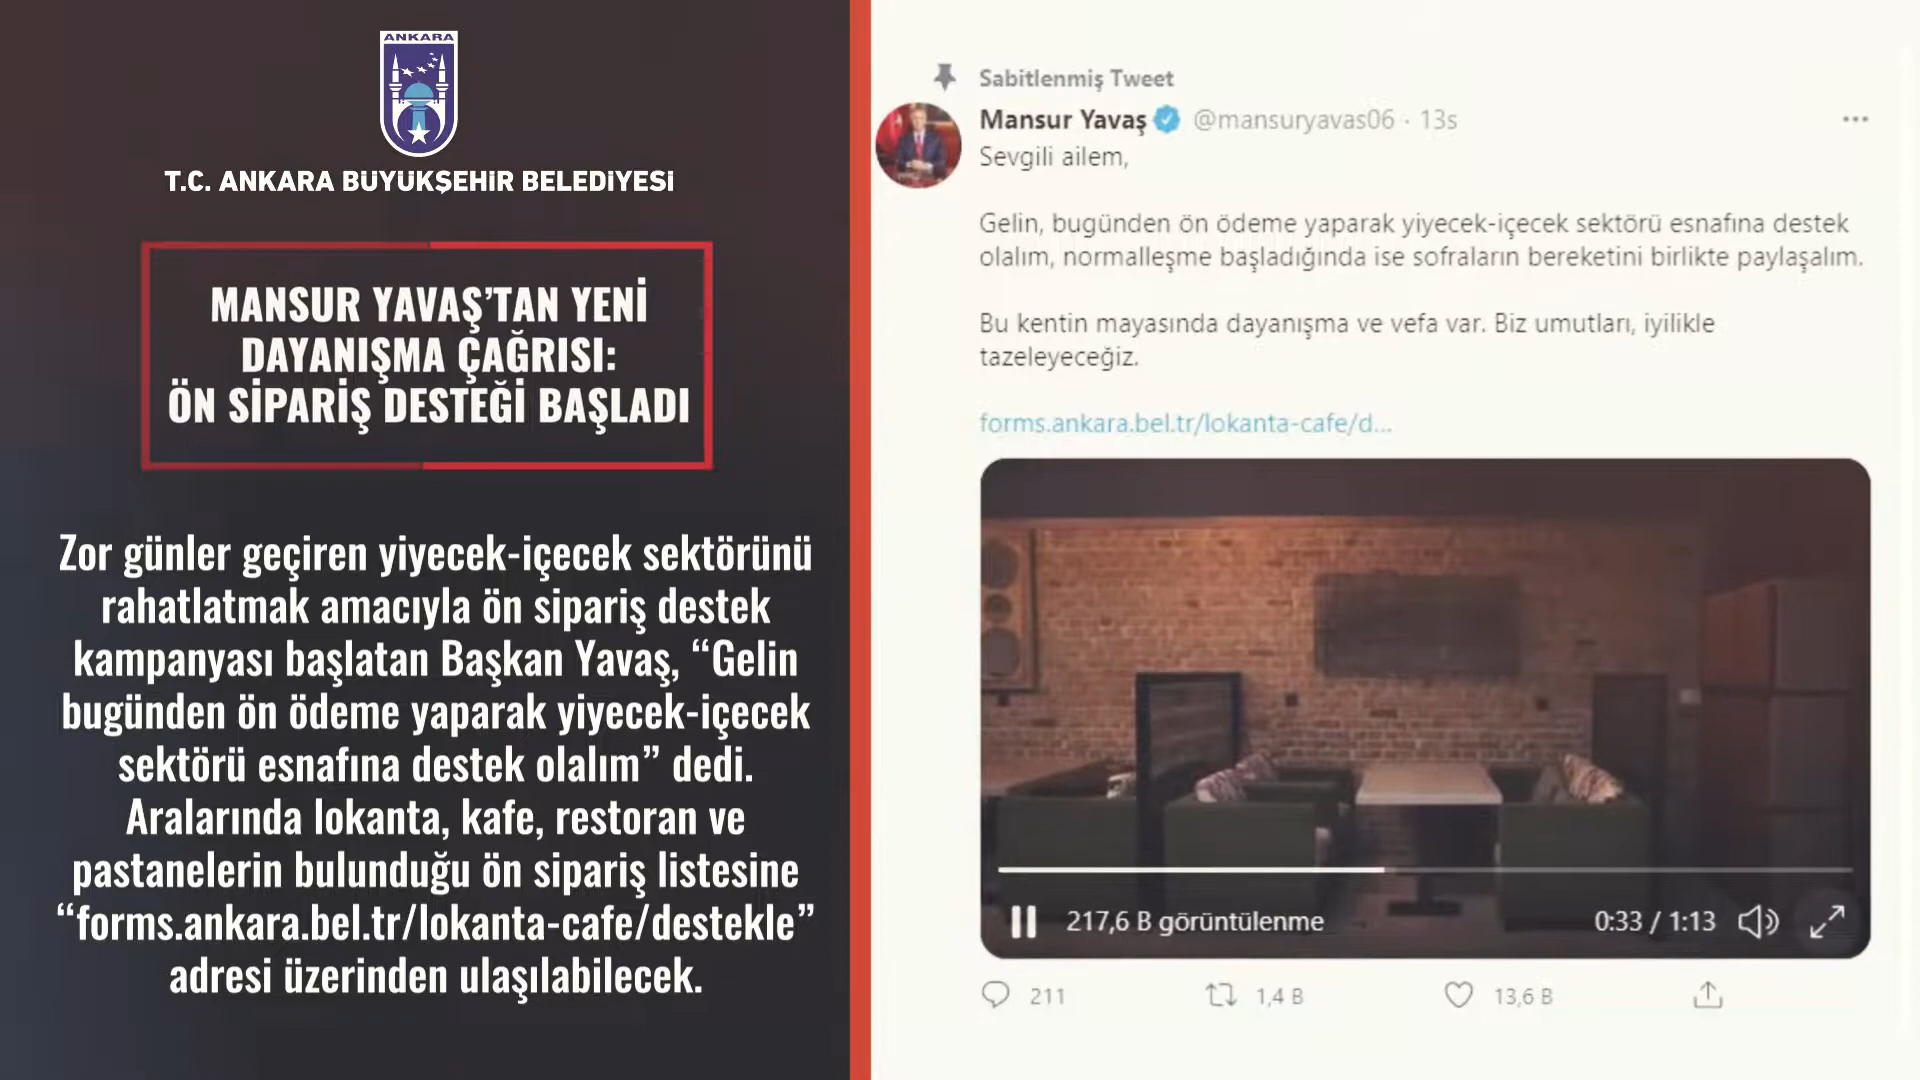 ANKARA
T.C. ANKARA BÜYÜKŞEHİR BELEDİYESİ
MANSUR YAVAŞ’TAN YENİ
DAYANIŞMA ÇAĞRISI:
ÖN SİPARİŞ DESTEĞİ BAŞLADI
Zor günler geçiren yiyecek-içecek sektörünü
rahatlatmak amacıyla ön sipariş destek
kampanyası başlatan Başkan Yavaş, “Gelin
bugünden ön ödeme yaparak yiyecek-içecek
sektörü esnafına destek olalım” dedi.
Aralarında lokanta, kafe, restoran ve
pastanelerin bulunduğu ön sipariş listesine
“forms.ankara.bel.tr/lokanta-cafe/destekle”
adresi üzerinden ulaşılabilecek.
Sabitlenmiş Tweet
Mansur Yavaş @mansuryavas06 · 13s
Sevgili ailem,
Gelin, bugünden ön ödeme yaparak yiyecek-içecek sektörü esnafına destek
olalım, normalleşme başladığında ise sofraların bereketini birlikte paylaşalım.
Bu kentin mayasında dayanışma ve vefa var. Biz umutları, iyilikle
tazeleyeceğiz.
forms.ankara.bel.tr/lokanta-cafe/d...
217,6 B görüntülenme 0:33 / 1:13
211 1,4 B 13,6 B